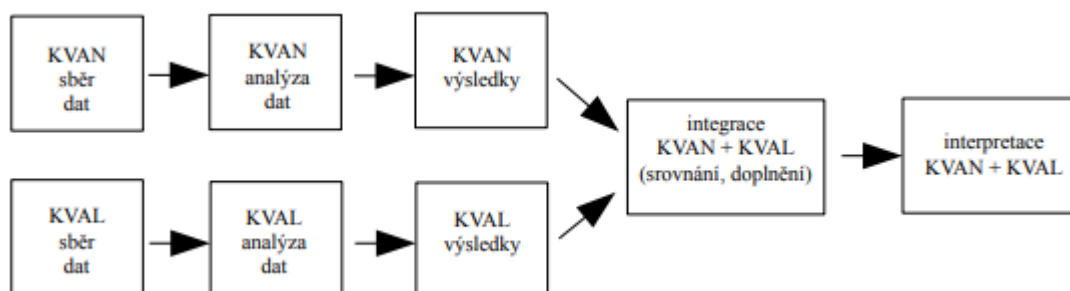 KVAN
sběr
dat
KVAN
analýza
dat
KVAN
výsledky
integrace
KVAN + KVAL
(srovnání, doplnění)
interpretace
KVAN + KVAL
KVAL
sběr
dat
KVAL
analýza
dat
KVAL
výsledky